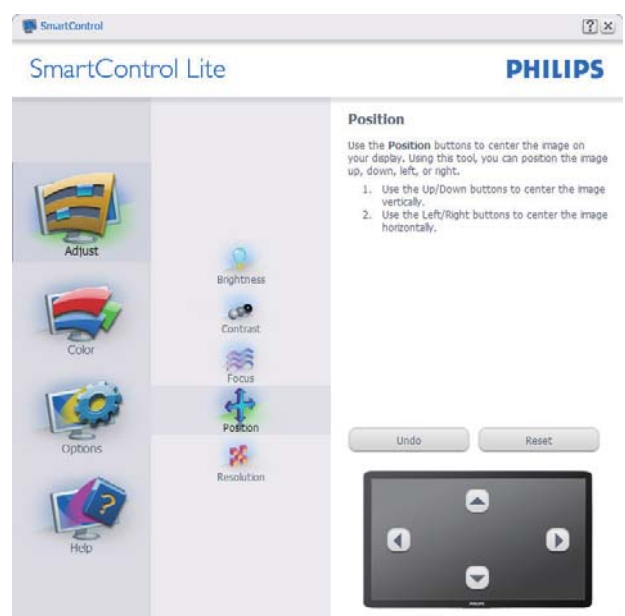 SmartControl
SmartControl Lite
PHILIPS
Adjust
Color
Options
Help
Brightness
Contrast
Focus
Position
Resolution
Position
Use the Position buttons to center the image on
your display. Using this tool, you can position the image
up, down, left, or right.
1. Use the Up/Down buttons to center the image
vertically.
2. Use the Left/Right buttons to center the image
horizontally.
Undo
Reset
PHILIPS